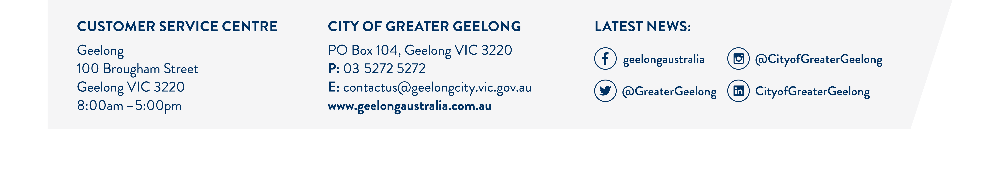 CUSTOMER SERVICE CENTRE
Geelong
100 Brougham Street
Geelong VIC 3220
8:00am – 5:00pm
CITY OF GREATER GEELONG
PO Box 104, Geelong VIC 3220
P: 03 5272 5272
E: contactus@geelongcity.vic.gov.au
www.geelongaustralia.com.au
LATEST NEWS:
geelongaustralia
@CityofGreaterGeelong
@GreaterGeelong
CityofGreaterGeelong